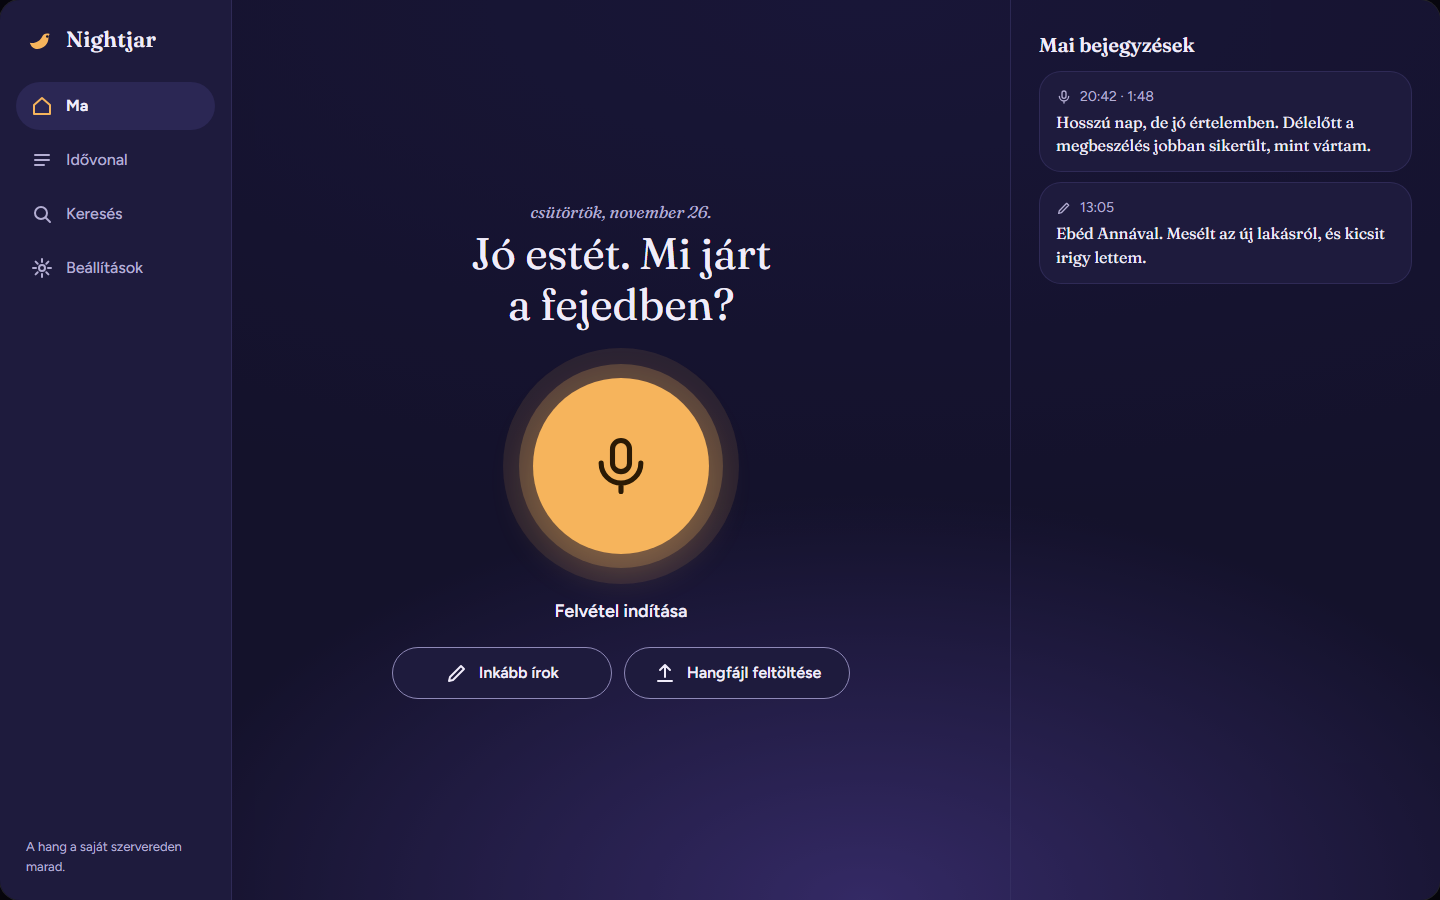 Nightjar
Ma
Idővonal
Keresés
Beállítások
A hang a saját szervereden
marad.
csütörtök, november 26.
Jó estét. Mi járt
a fejedben?
Felvétel indítása
Inkább írok
Hangfájl feltöltése
Mai bejegyzések
20:42 · 1:48
Hosszú nap, de jó értelemben. Délelőtt a
megbeszélés jobban sikerült, mint vártam.
13:05
Ebéd Annával. Mesélt az új lakásról, és kicsit
irigy lettem.